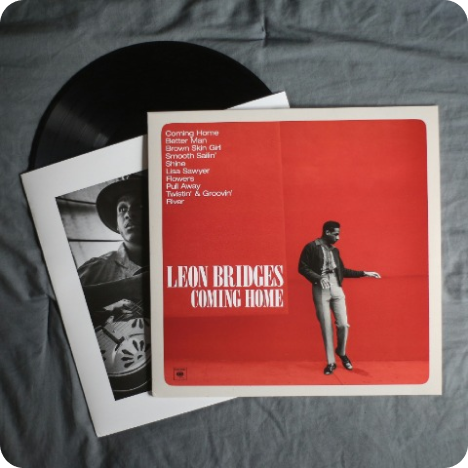 Coming Home
Better Man
Brown Skin Girl
Smooth Sailin'
Shine
Lisa Sawyer
Flowers
Pull Away
Twistin' & Groovin'
River
LEON BRIDGES
COMING HOME